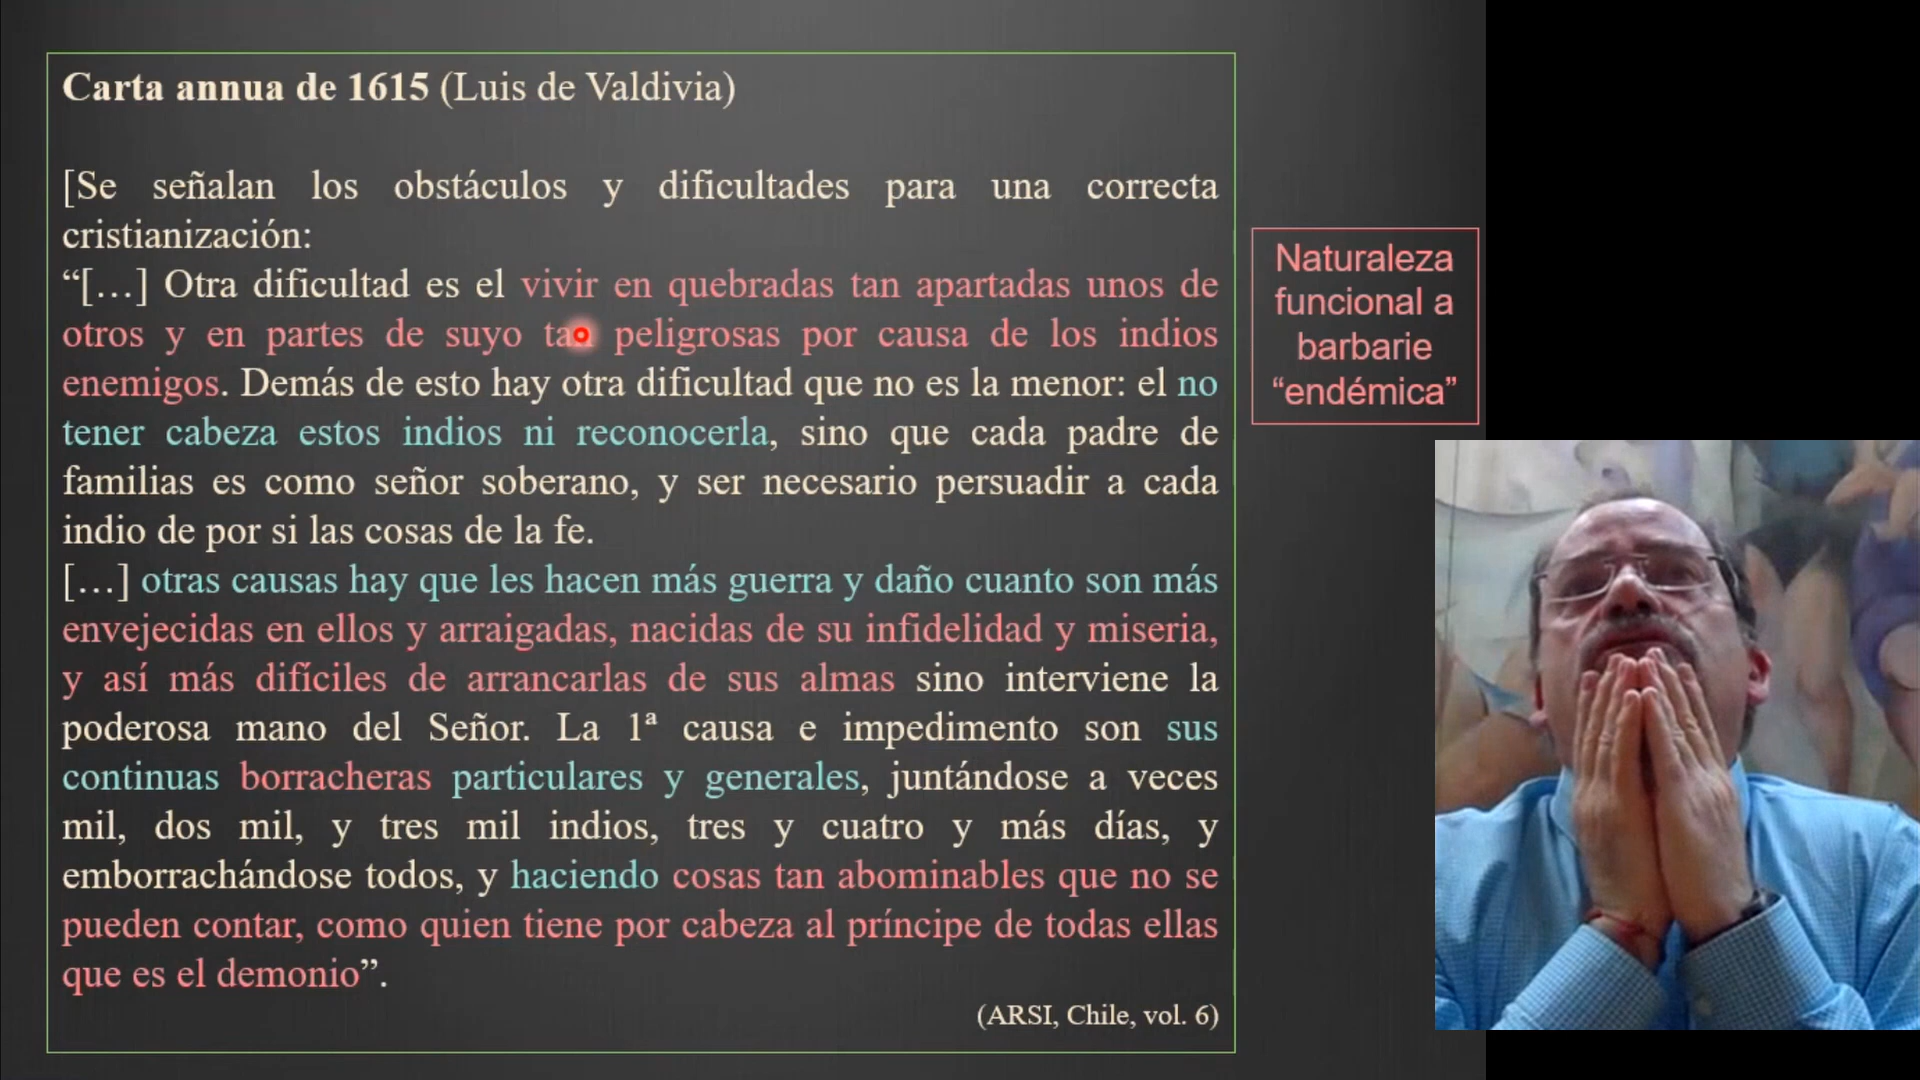 Carta annua de 1615 (Luis de Valdivia)
[Se señalan los obstáculos y dificultades para una correcta
cristianización:
“[…] Otra dificultad es el vivir en quebradas tan apartadas unos de
otros y en partes de suyo tan peligrosas por causa de los indios
enemigos. Demás de esto hay otra dificultad que no es la menor: el no
tener cabeza estos indios ni reconocerla, sino que cada padre de
familias es como señor soberano, y ser necesario persuadir a cada
indio de por si las cosas de la fe.
[…] otras causas hay que les hacen más guerra y daño cuanto son más
envejecidas en ellos y arraigadas, nacidas de su infidelidad y miseria,
y así más difíciles de arrancarlas de sus almas sino interviene la
poderosa mano del Señor. La 1ª causa e impedimento son sus
continuas borracheras particulares y generales, juntándose a veces
mil, dos mil, y tres mil indios, tres y cuatro y más días, y
emborrachándose todos, y haciendo cosas tan abominables que no se
pueden contar, como quien tiene por cabeza al príncipe de todas ellas
que es el demonio”.
(ARSI, Chile, vol. 6)
Naturaleza
funcional a
barbarie
“endémica”